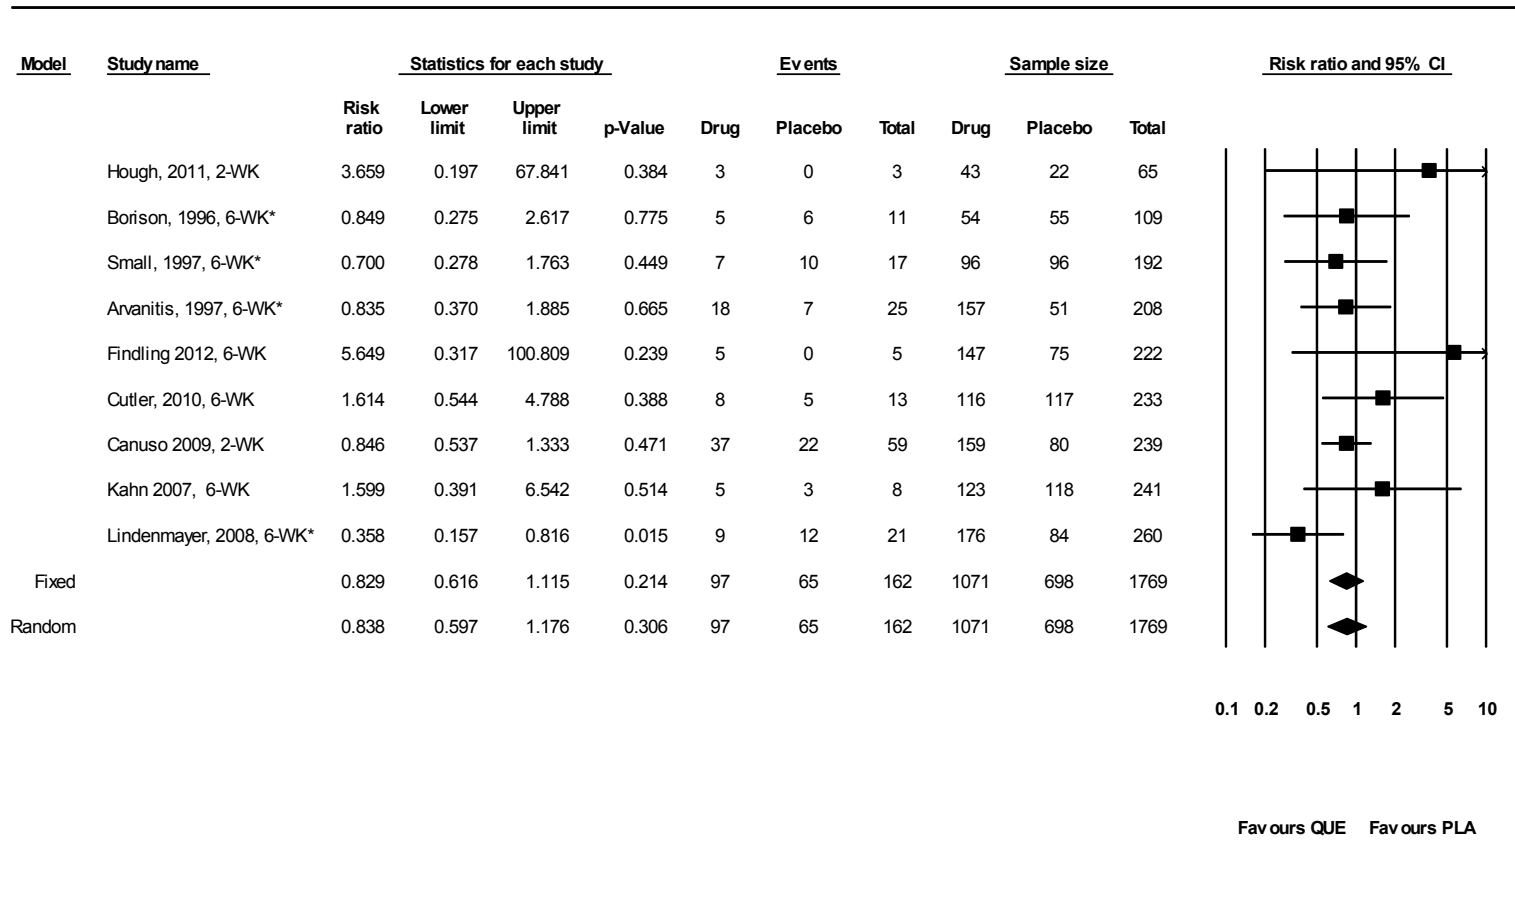 Model Study name Statistics for each study Events Sample size Risk ratio and 95% CI
Risk ratio Lower limit Upper limit p-Value Drug Placebo Total Drug Placebo Total
Hough, 2011, 2-WK 3.659 0.197 67.841 0.384 3 0 3 43 22 65
Borison, 1996, 6-WK* 0.849 0.275 2.617 0.775 5 6 11 54 55 109
Small, 1997, 6-WK* 0.700 0.278 1.763 0.449 7 10 17 96 96 192
Arvanitis, 1997, 6-WK* 0.835 0.370 1.885 0.665 18 7 25 157 51 208
Findling 2012, 6-WK 5.649 0.317 100.809 0.239 5 0 5 147 75 222
Cutler, 2010, 6-WK 1.614 0.544 4.788 0.388 8 5 13 116 117 233
Canuso 2009, 2-WK 0.846 0.537 1.333 0.471 37 22 59 159 80 239
Kahn 2007, 6-WK 1.599 0.391 6.542 0.514 5 3 8 123 118 241
Lindenmayer, 2008, 6-WK* 0.358 0.157 0.816 0.015 9 12 21 176 84 260
Fixed 0.829 0.616 1.115 0.214 97 65 162 1071 698 1769
Random 0.838 0.597 1.176 0.306 97 65 162 1071 698 1769
0.1 0.2 0.5 1 2 5 10
Favours QUE Favours PLA